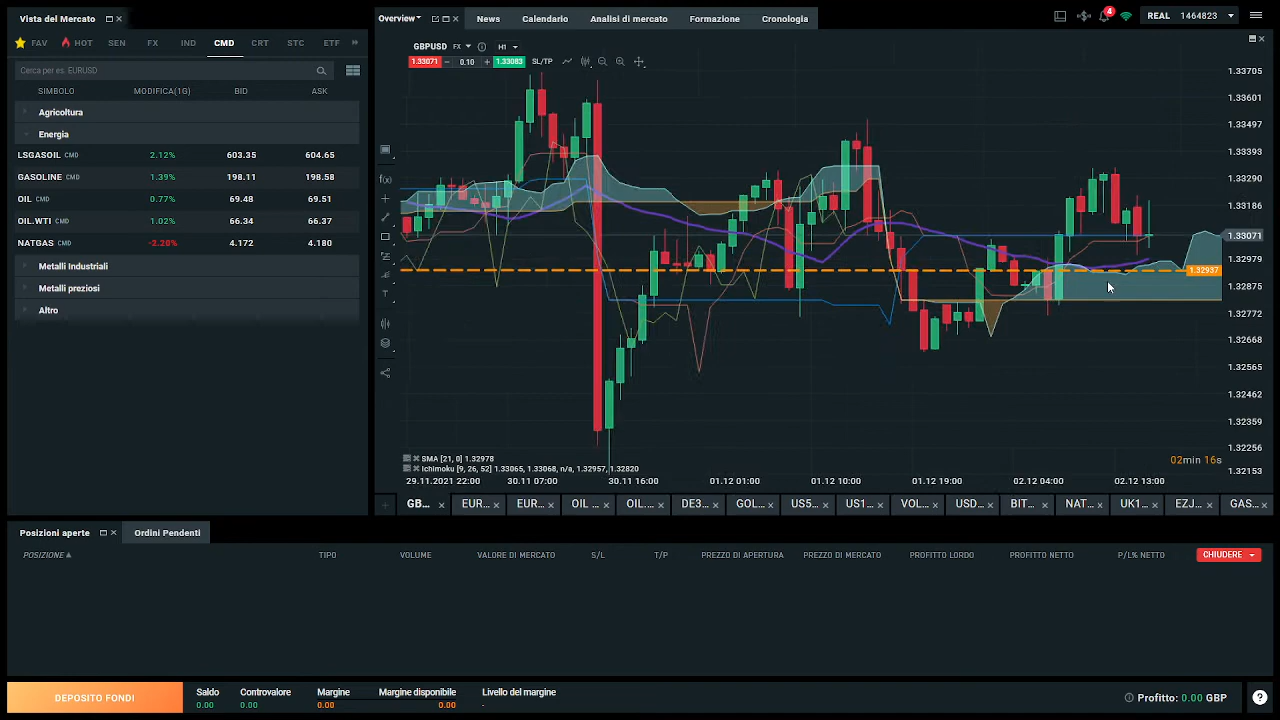 Vista del Mercato
FAV HOT SEN FX IND CMD CRT STC ETF
Cerca per es. EURUSD
SIMBOLO MODIFICA(1G) BID ASK
Agricoltura
Energia
LSGASOIL CMD 2.12% 603.35 604.65
GASOLINE CMD 1.39% 198.11 198.58
OIL CMD 0.77% 69.48 69.51
OIL.WTI CMD 1.02% 66.34 66.37
NATGAS CMD -2.20% 4.172 4.180
Metalli Industriali
Metalli preziosi
Altro
Overview News Calendario Analisi di mercato Formazione Cronologia
4 REAL 1464823
GBPUSD FX H1
1.33071 − 0.10 + 1.33083 SL/TP
1.33705
1.33601
1.33497
1.33398
1.33290
1.33186
1.33071
1.32979
1.32937
1.32875
1.32772
1.32668
1.32565
1.32462
1.32359
1.32256
1.32153
SMA [21, 0] 1.32978
Ichimoku [9, 26, 52] 1.33065, 1.33068, n/a, 1.32957, 1.32820
02min 16s
29.11.2021 22:00 30.11 07:00 30.11 16:00 01.12 01:00 01.12 10:00 01.12 19:00 02.12 04:00 02.12 13:00
GB... EUR... EUR... OIL ... OIL.... DE3... GOL... US5... US1... VOL... USD... BIT... NAT... UK1... EZJ... GAS...
Posizioni aperte Ordini Pendenti
POSIZIONE TIPO VOLUME VALORE DI MERCATO S/L T/P PREZZO DI APERTURA PREZZO DI MERCATO PROFITTO LORDO PROFITTO NETTO P/L% NETTO CHIUDERE
DEPOSITO FONDI
Saldo Controvalore Margine Margine disponibile Livello del margine
0.00 0.00 0.00 0.00 -
Profitto: 0.00 GBP